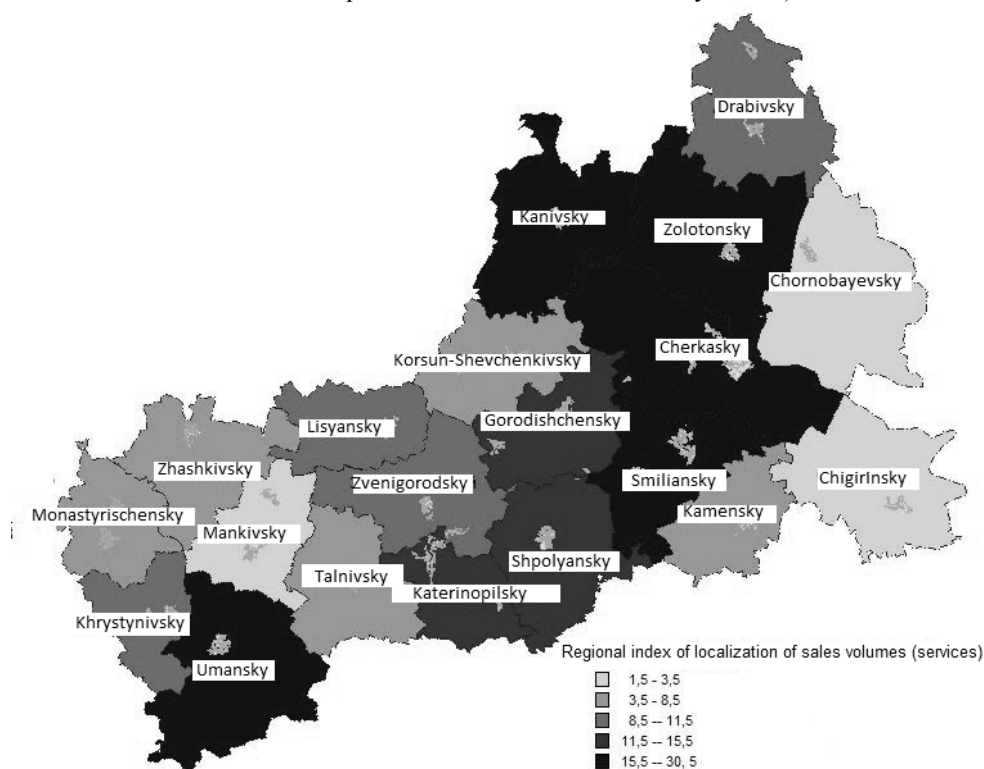 Drabivsky
Kanivsky
Zolotonsky
Chornobayevsky
Cherkasky
Korsun-Shevchenkivsky
Gorodishchensky
Lisyansky
Zhashkivsky
Zvenigorodsky
Smiliansky
ChigirInsky
Kamensky
Monastyrischensky
Mankivsky
Shpolyansky
Talnivsky
Katerinopilsky
Khrystynivsky
Umansky
Regional index of localization of sales volumes (services)
1,5 - 3,5
3,5 - 8,5
8,5 -- 11,5
11,5 -- 15,5
15,5 -- 30, 5